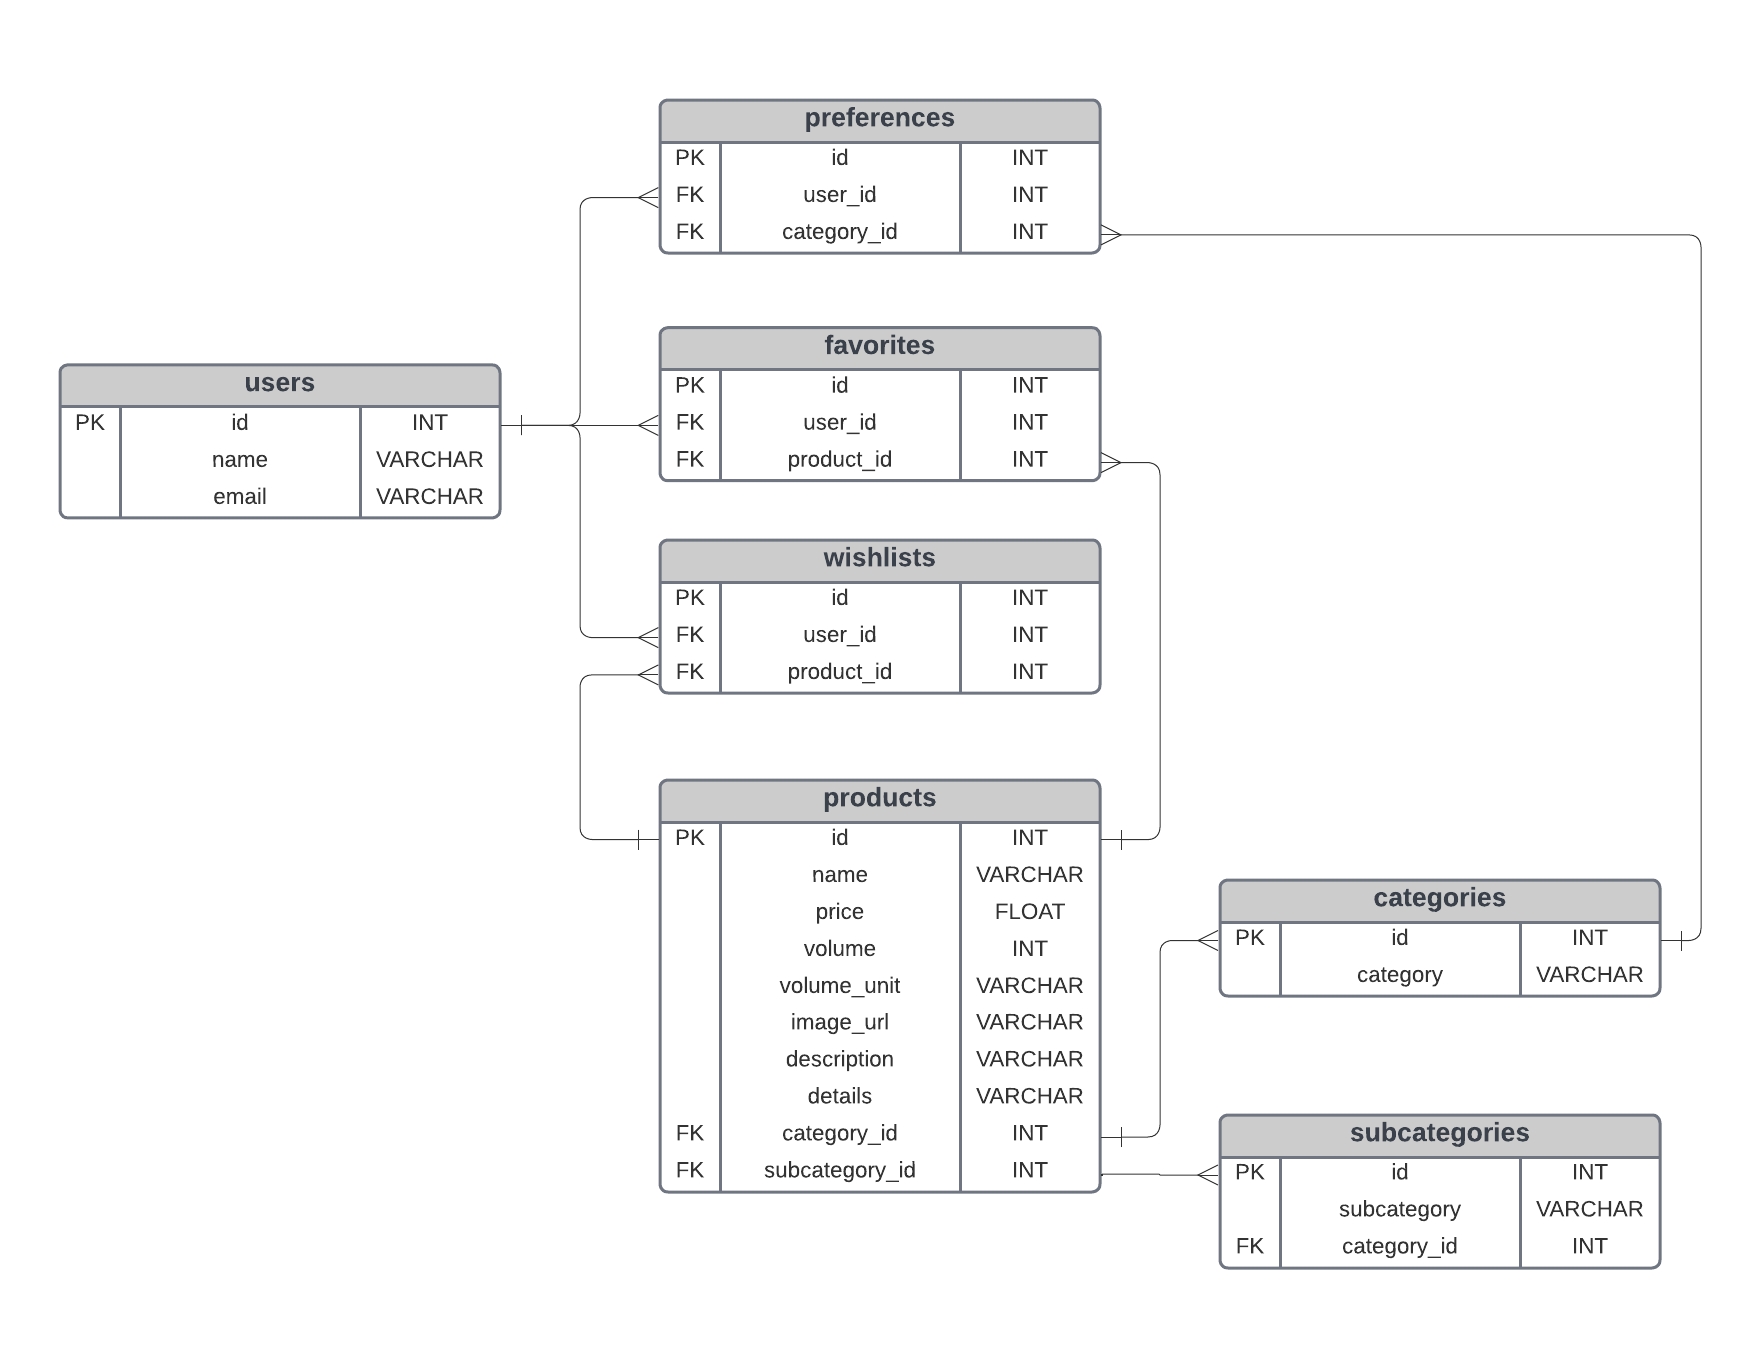 preferences
PK id INT
FK user_id INT
FK category_id INT
favorites
PK id INT
FK user_id INT
FK product_id INT
users
PK id INT
name VARCHAR
email VARCHAR
wishlists
PK id INT
FK user_id INT
FK product_id INT
products
PK id INT
name VARCHAR
price FLOAT
volume INT
volume_unit VARCHAR
image_url VARCHAR
description VARCHAR
details VARCHAR
FK category_id INT
FK subcategory_id INT
categories
PK id INT
category VARCHAR
subcategories
PK id INT
subcategory VARCHAR
FK category_id INT